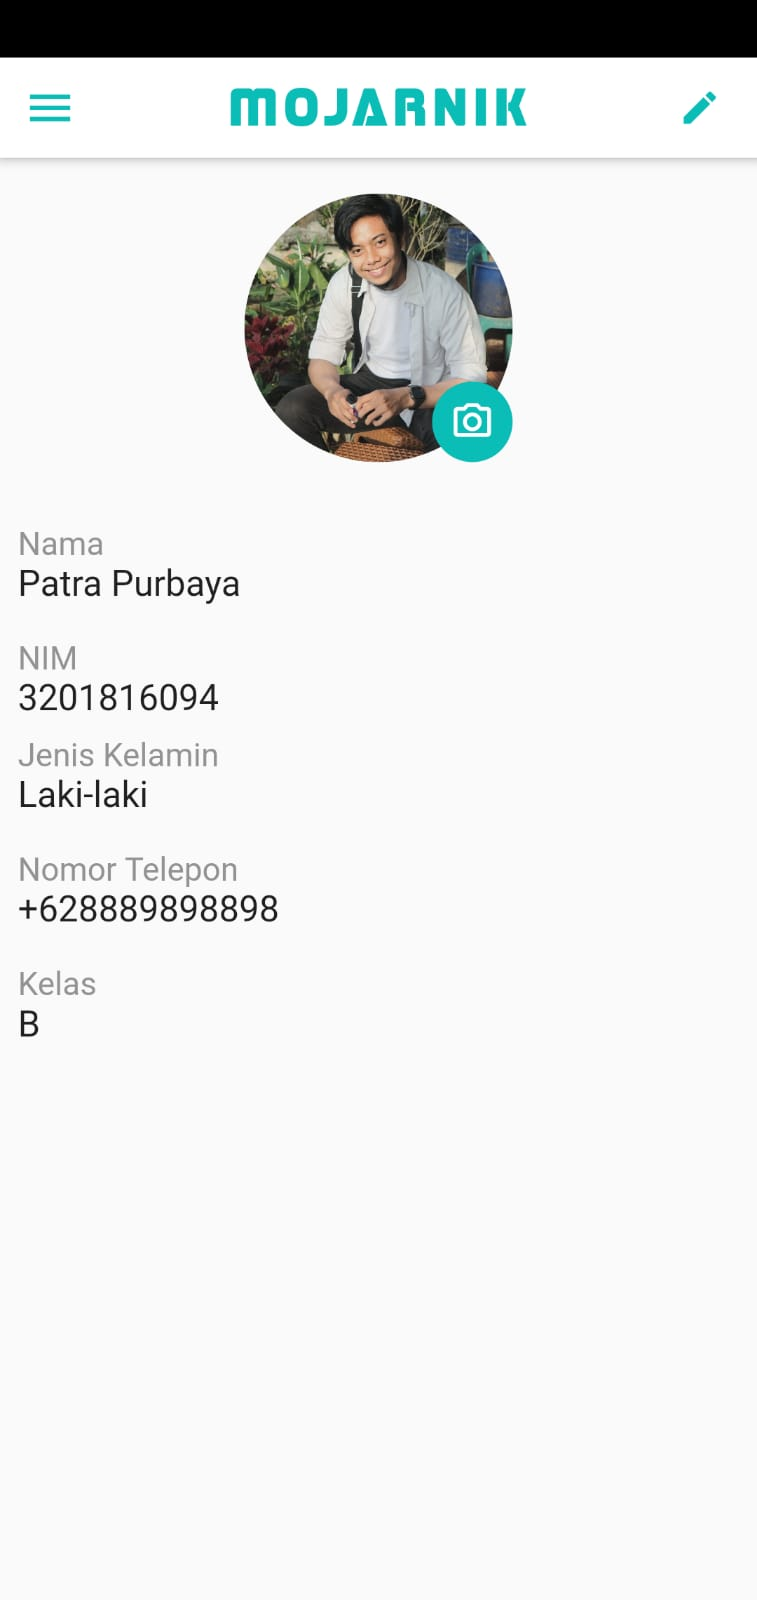 MOJARNIK
Nama
Patra Purbaya
NIM
3201816094
Jenis Kelamin
Laki-laki
Nomor Telepon
+628889898898
Kelas
B